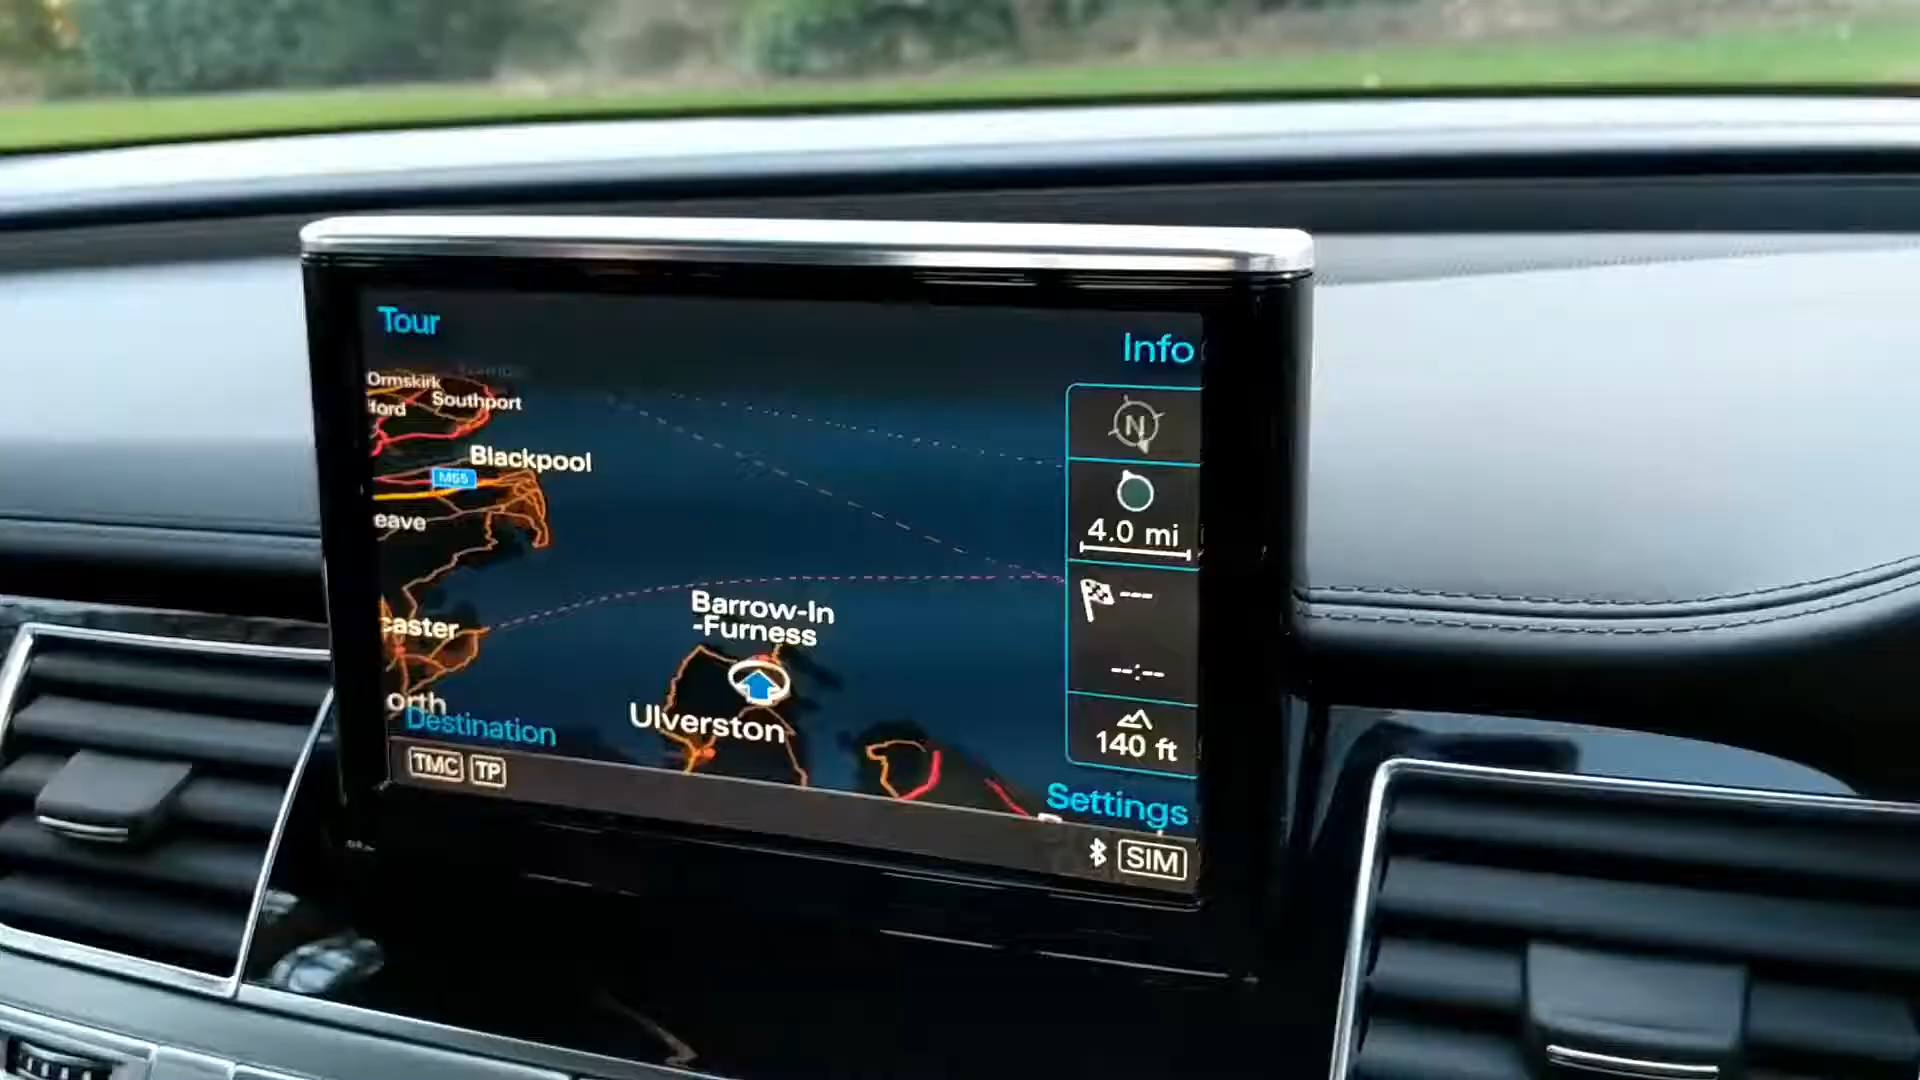 Tour
Info
Ormskirk
ford
Southport
N
Blackpool
M55
4.0 mi
eave
---
Barrow-In
-Furness
caster
--:--
orth
Ulverston
Destination
140 ft
TMC TP
Settings
SIM